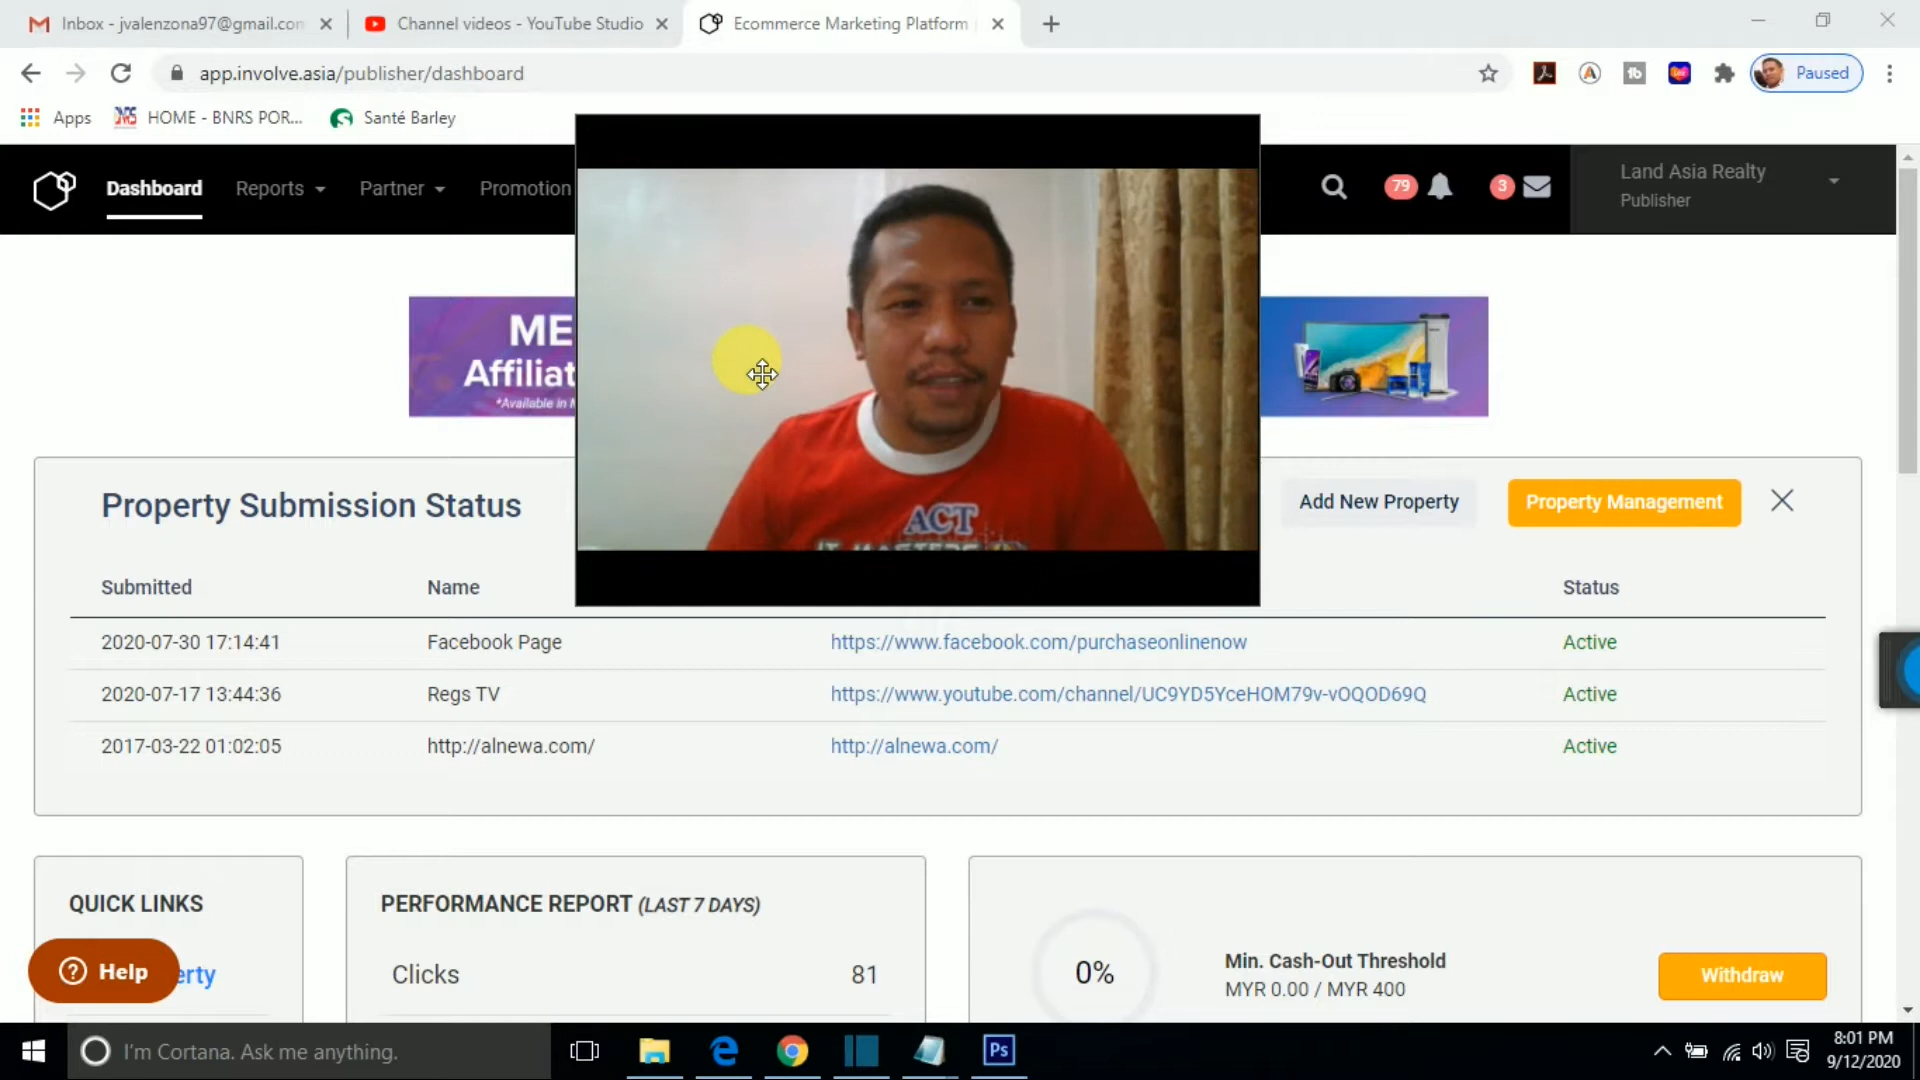 Inbox - jvalenzona97@gmail.com
Channel videos - YouTube Studio
Ecommerce Marketing Platform
app.involve.asia/publisher/dashboard
Paused
Apps
HOME - BNRS POR...
Santé Barley
Dashboard
Reports
Partner
Promotion
79
3
Land Asia Realty
Publisher
ME
Affiliat
*Available in M
ACT
IT MASTERS
Property Submission Status
Add New Property
Property Management
Submitted Name Status
2020-07-30 17:14:41 Facebook Page https://www.facebook.com/purchaseonlinenow Active
2020-07-17 13:44:36 Regs TV https://www.youtube.com/channel/UC9YD5YceHOM79v-vOQOD69Q Active
2017-03-22 01:02:05 http://alnewa.com/ http://alnewa.com/ Active
QUICK LINKS
Help
erty
PERFORMANCE REPORT (LAST 7 DAYS)
Clicks 81
0%
Min. Cash-Out Threshold
MYR 0.00 / MYR 400
Withdraw
I'm Cortana. Ask me anything.
Ps
8:01 PM
9/12/2020